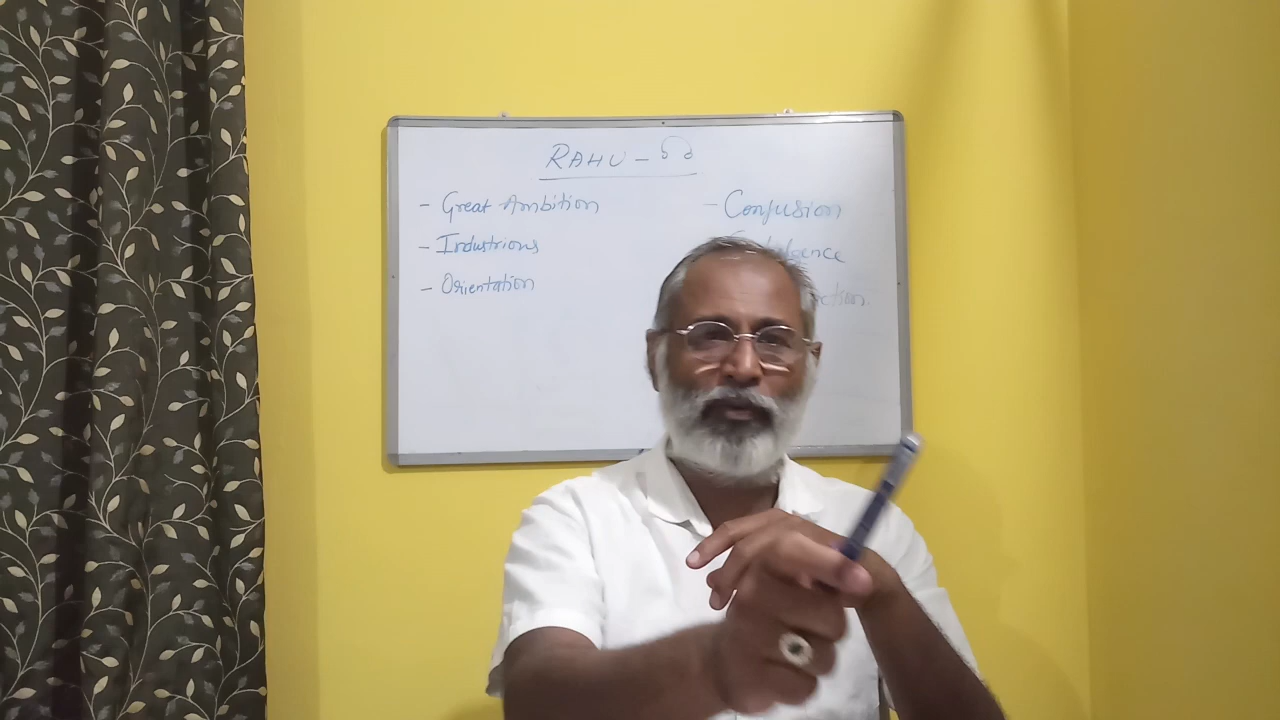 RAHU - ☊
- Great Ambition
- Industrious
- Orientation
- Confusion